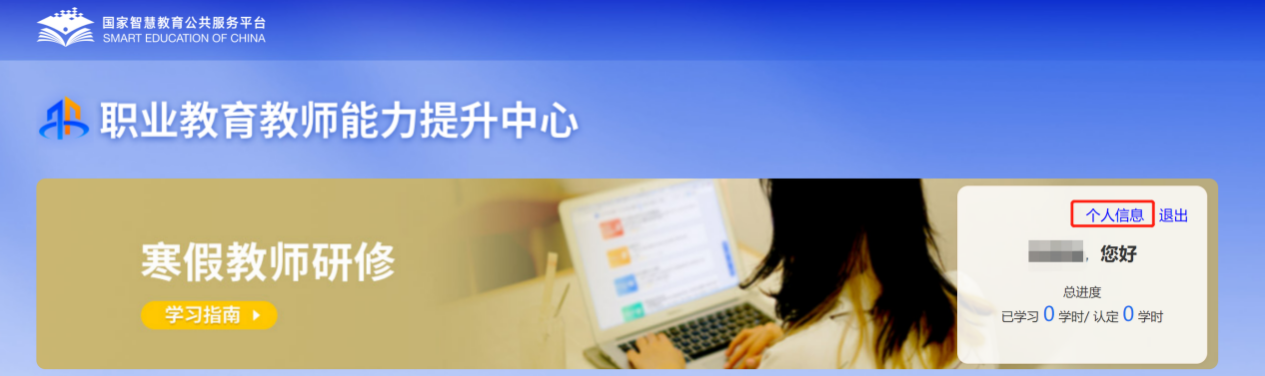 国家智慧教育公共服务平台
SMART EDUCATION OF CHINA
职业教育教师能力提升中心
个人信息 退出
寒假教师研修
，您好
学习指南
总进度
已学习 0 学时/ 认定 0 学时